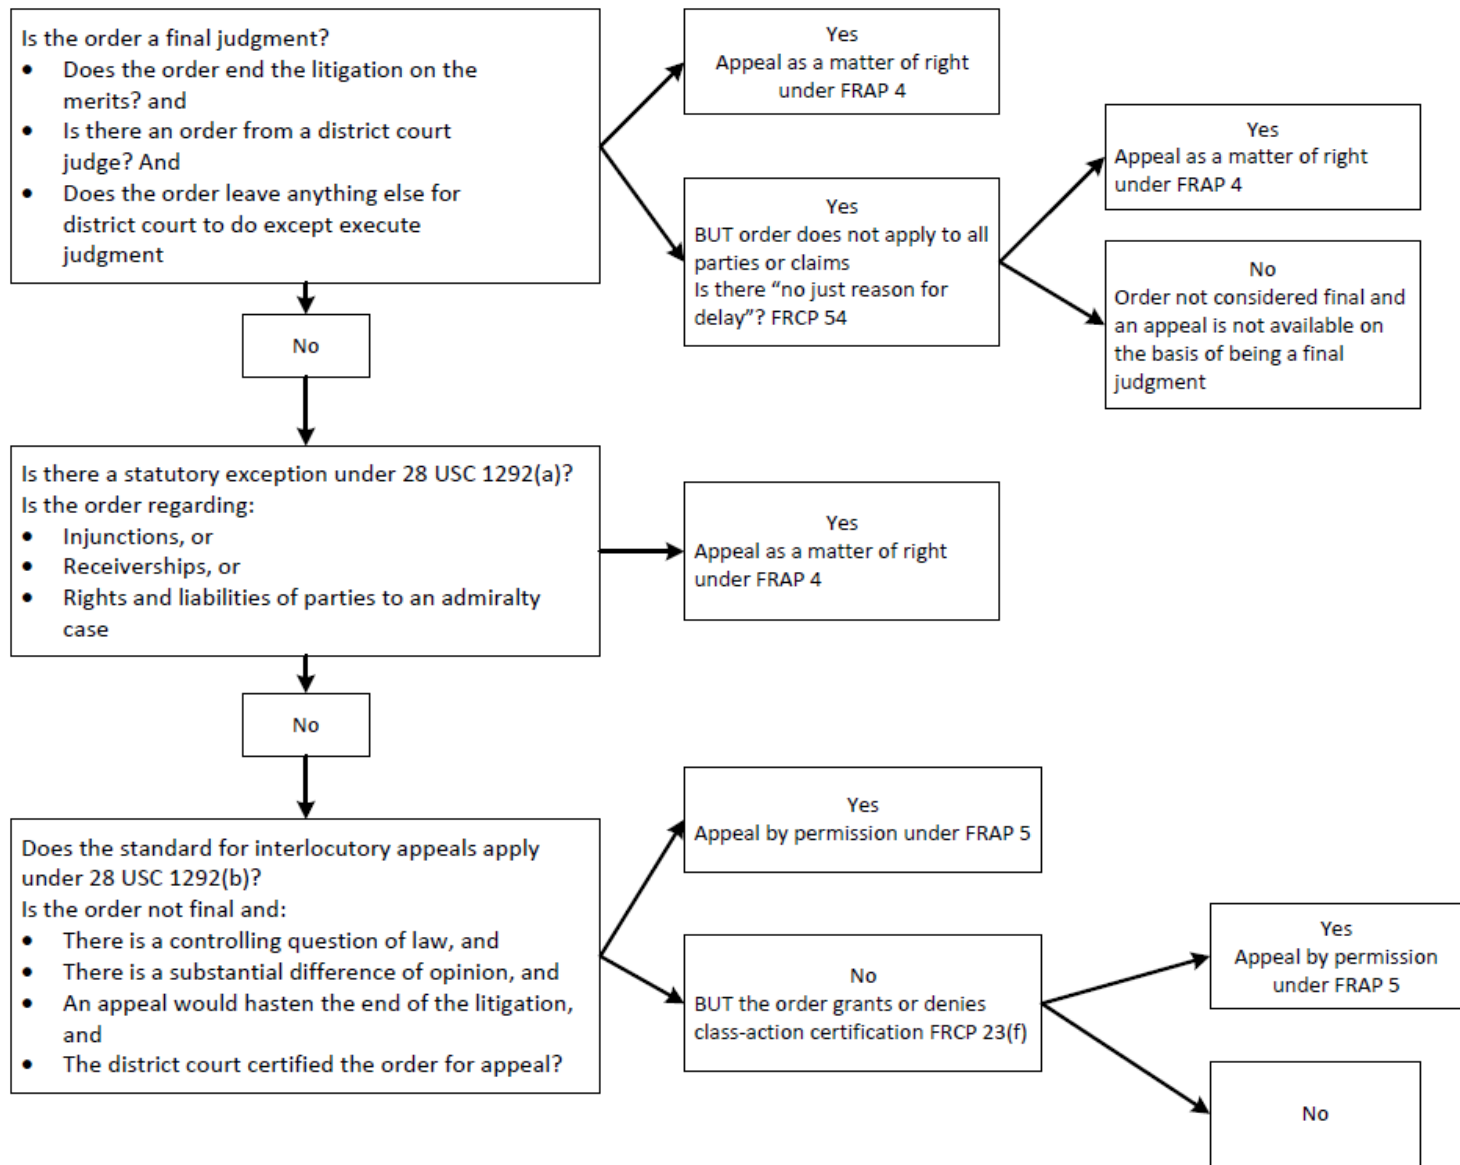 Is the order a final judgment?
• Does the order end the litigation on the
merits? and
• Is there an order from a district court
judge? And
• Does the order leave anything else for
district court to do except execute
judgment
Yes
Appeal as a matter of right
under FRAP 4
Yes
BUT order does not apply to all
parties or claims
Is there “no just reason for
delay”? FRCP 54
Yes
Appeal as a matter of right
under FRAP 4
No
Order not considered final and
an appeal is not available on
the basis of being a final
judgment
No
Is there a statutory exception under 28 USC 1292(a)?
Is the order regarding:
• Injunctions, or
• Receiverships, or
• Rights and liabilities of parties to an admiralty
case
Yes
Appeal as a matter of right
under FRAP 4
No
Does the standard for interlocutory appeals apply
under 28 USC 1292(b)?
Is the order not final and:
• There is a controlling question of law, and
• There is a substantial difference of opinion, and
• An appeal would hasten the end of the litigation,
and
• The district court certified the order for appeal?
Yes
Appeal by permission under FRAP 5
No
BUT the order grants or denies
class-action certification FRCP 23(f)
Yes
Appeal by permission
under FRAP 5
No